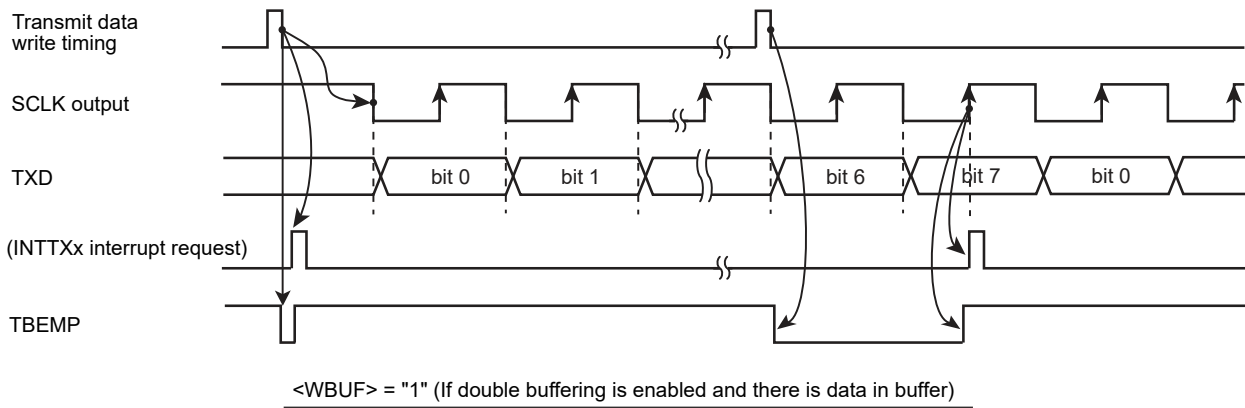 Transmit data
write timing
SCLK output
TXD
bit 0
bit 1
bit 6
bit 7
bit 0
(INTTXx interrupt request)
TBEMP
<WBUF> = "1" (If double buffering is enabled and there is data in buffer)